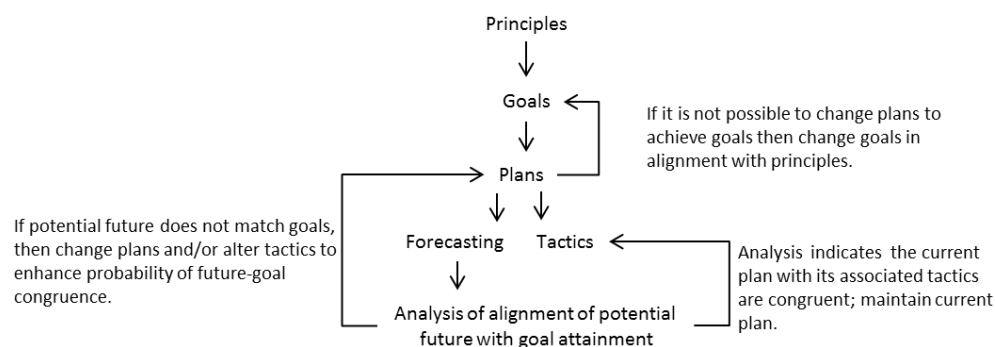 Principles
Goals
If it is not possible to change plans to
achieve goals then change goals in
alignment with principles.
Plans
If potential future does not match goals,
then change plans and/or alter tactics to
enhance probability of future-goal
congruence.
Forecasting
Tactics
Analysis indicates the current
plan with its associated tactics
are congruent; maintain current
plan.
Analysis of alignment of potential
future with goal attainment